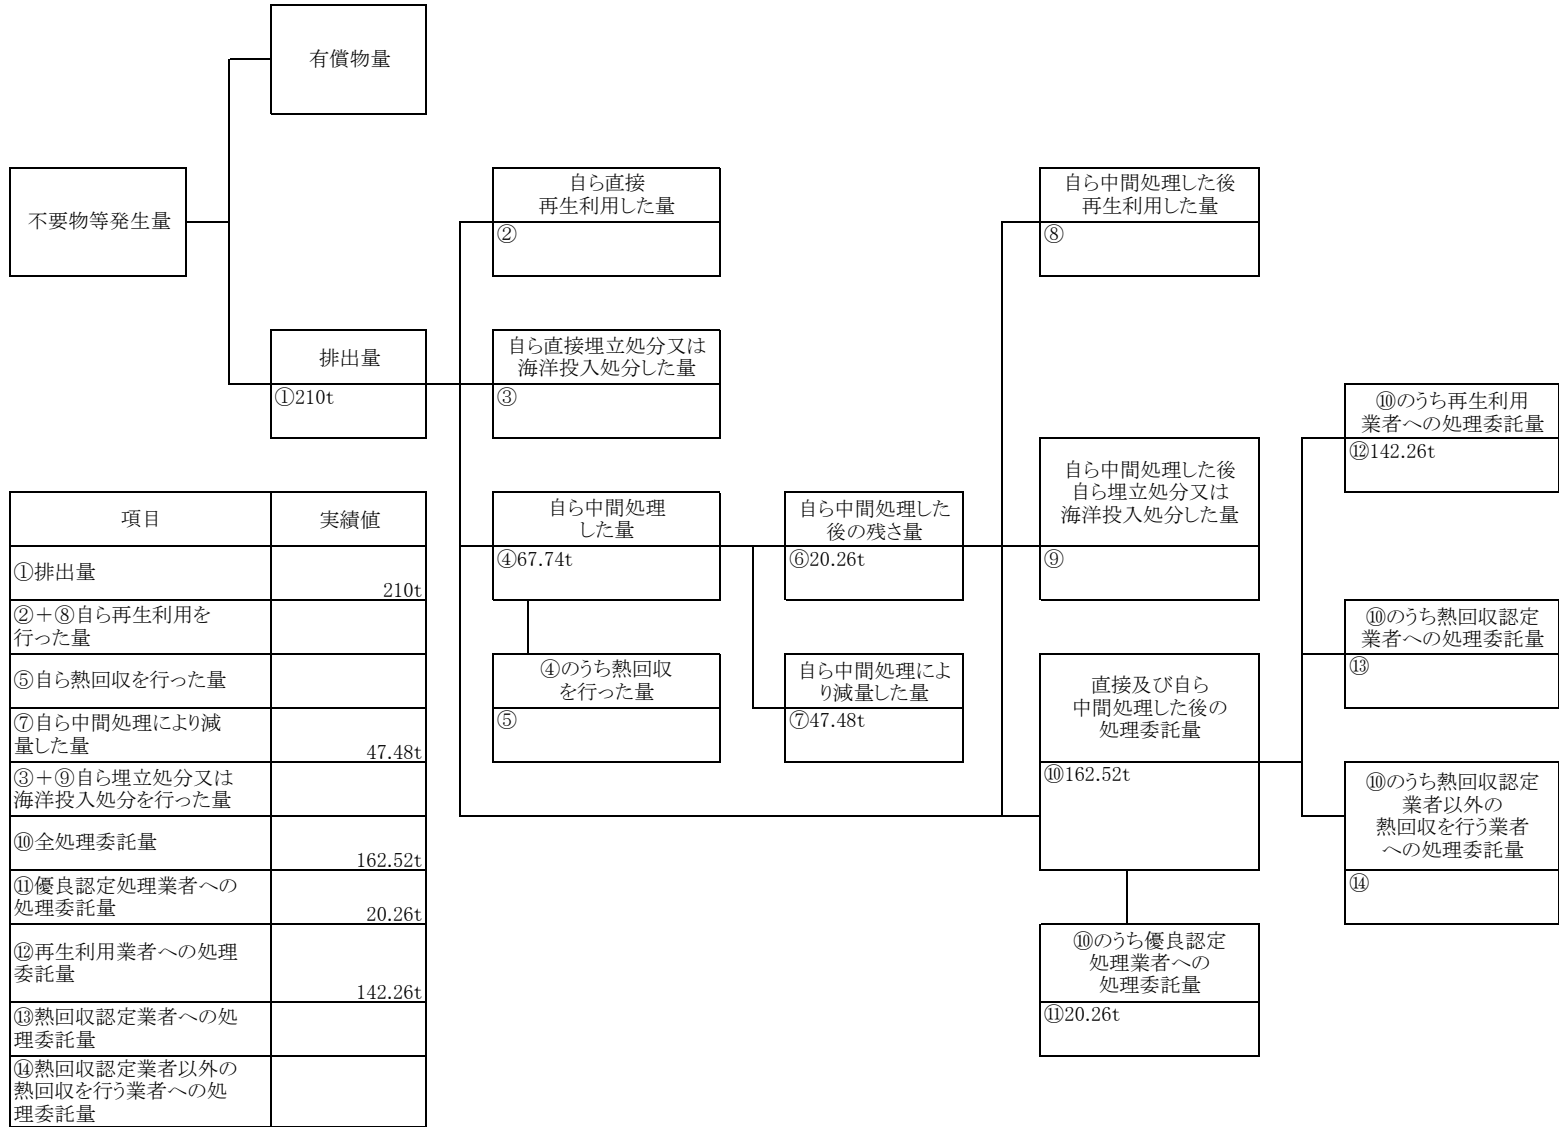 有償物量
不要物等発生量
自ら直接
再生利用した量
②
自ら中間処理した後
再生利用した量
⑧
排出量
①210t
自ら直接埋立処分又は
海洋投入処分した量
③
⑩のうち再生利用
業者への処理委託量
⑫142.26t
自ら中間処理
した量
④67.74t
自ら中間処理した
後の残さ量
⑥20.26t
自ら中間処理した後
自ら埋立処分又は
海洋投入処分した量
⑨
④のうち熱回収
を行った量
⑤
自ら中間処理によ
り減量した量
⑦47.48t
直接及び自ら
中間処理した後の
処理委託量
⑩162.52t
⑩のうち熱回収認定
業者への処理委託量
⑬
⑩のうち熱回収認定
業者以外の
熱回収を行う業者
への処理委託量
⑭
⑩のうち優良認定
処理業者への
処理委託量
⑪20.26t
項目
実績値
①排出量
210t
②+⑧自ら再生利用を
行った量
⑤自ら熱回収を行った量
⑦自ら中間処理により減
量した量
47.48t
③+⑨自ら埋立処分又は
海洋投入処分を行った量
⑩全処理委託量
162.52t
⑪優良認定処理業者への
処理委託量
20.26t
⑫再生利用業者への処理
委託量
142.26t
⑬熱回収認定業者への処
理委託量
⑭熱回収認定業者以外の
熱回収を行う業者への処
理委託量